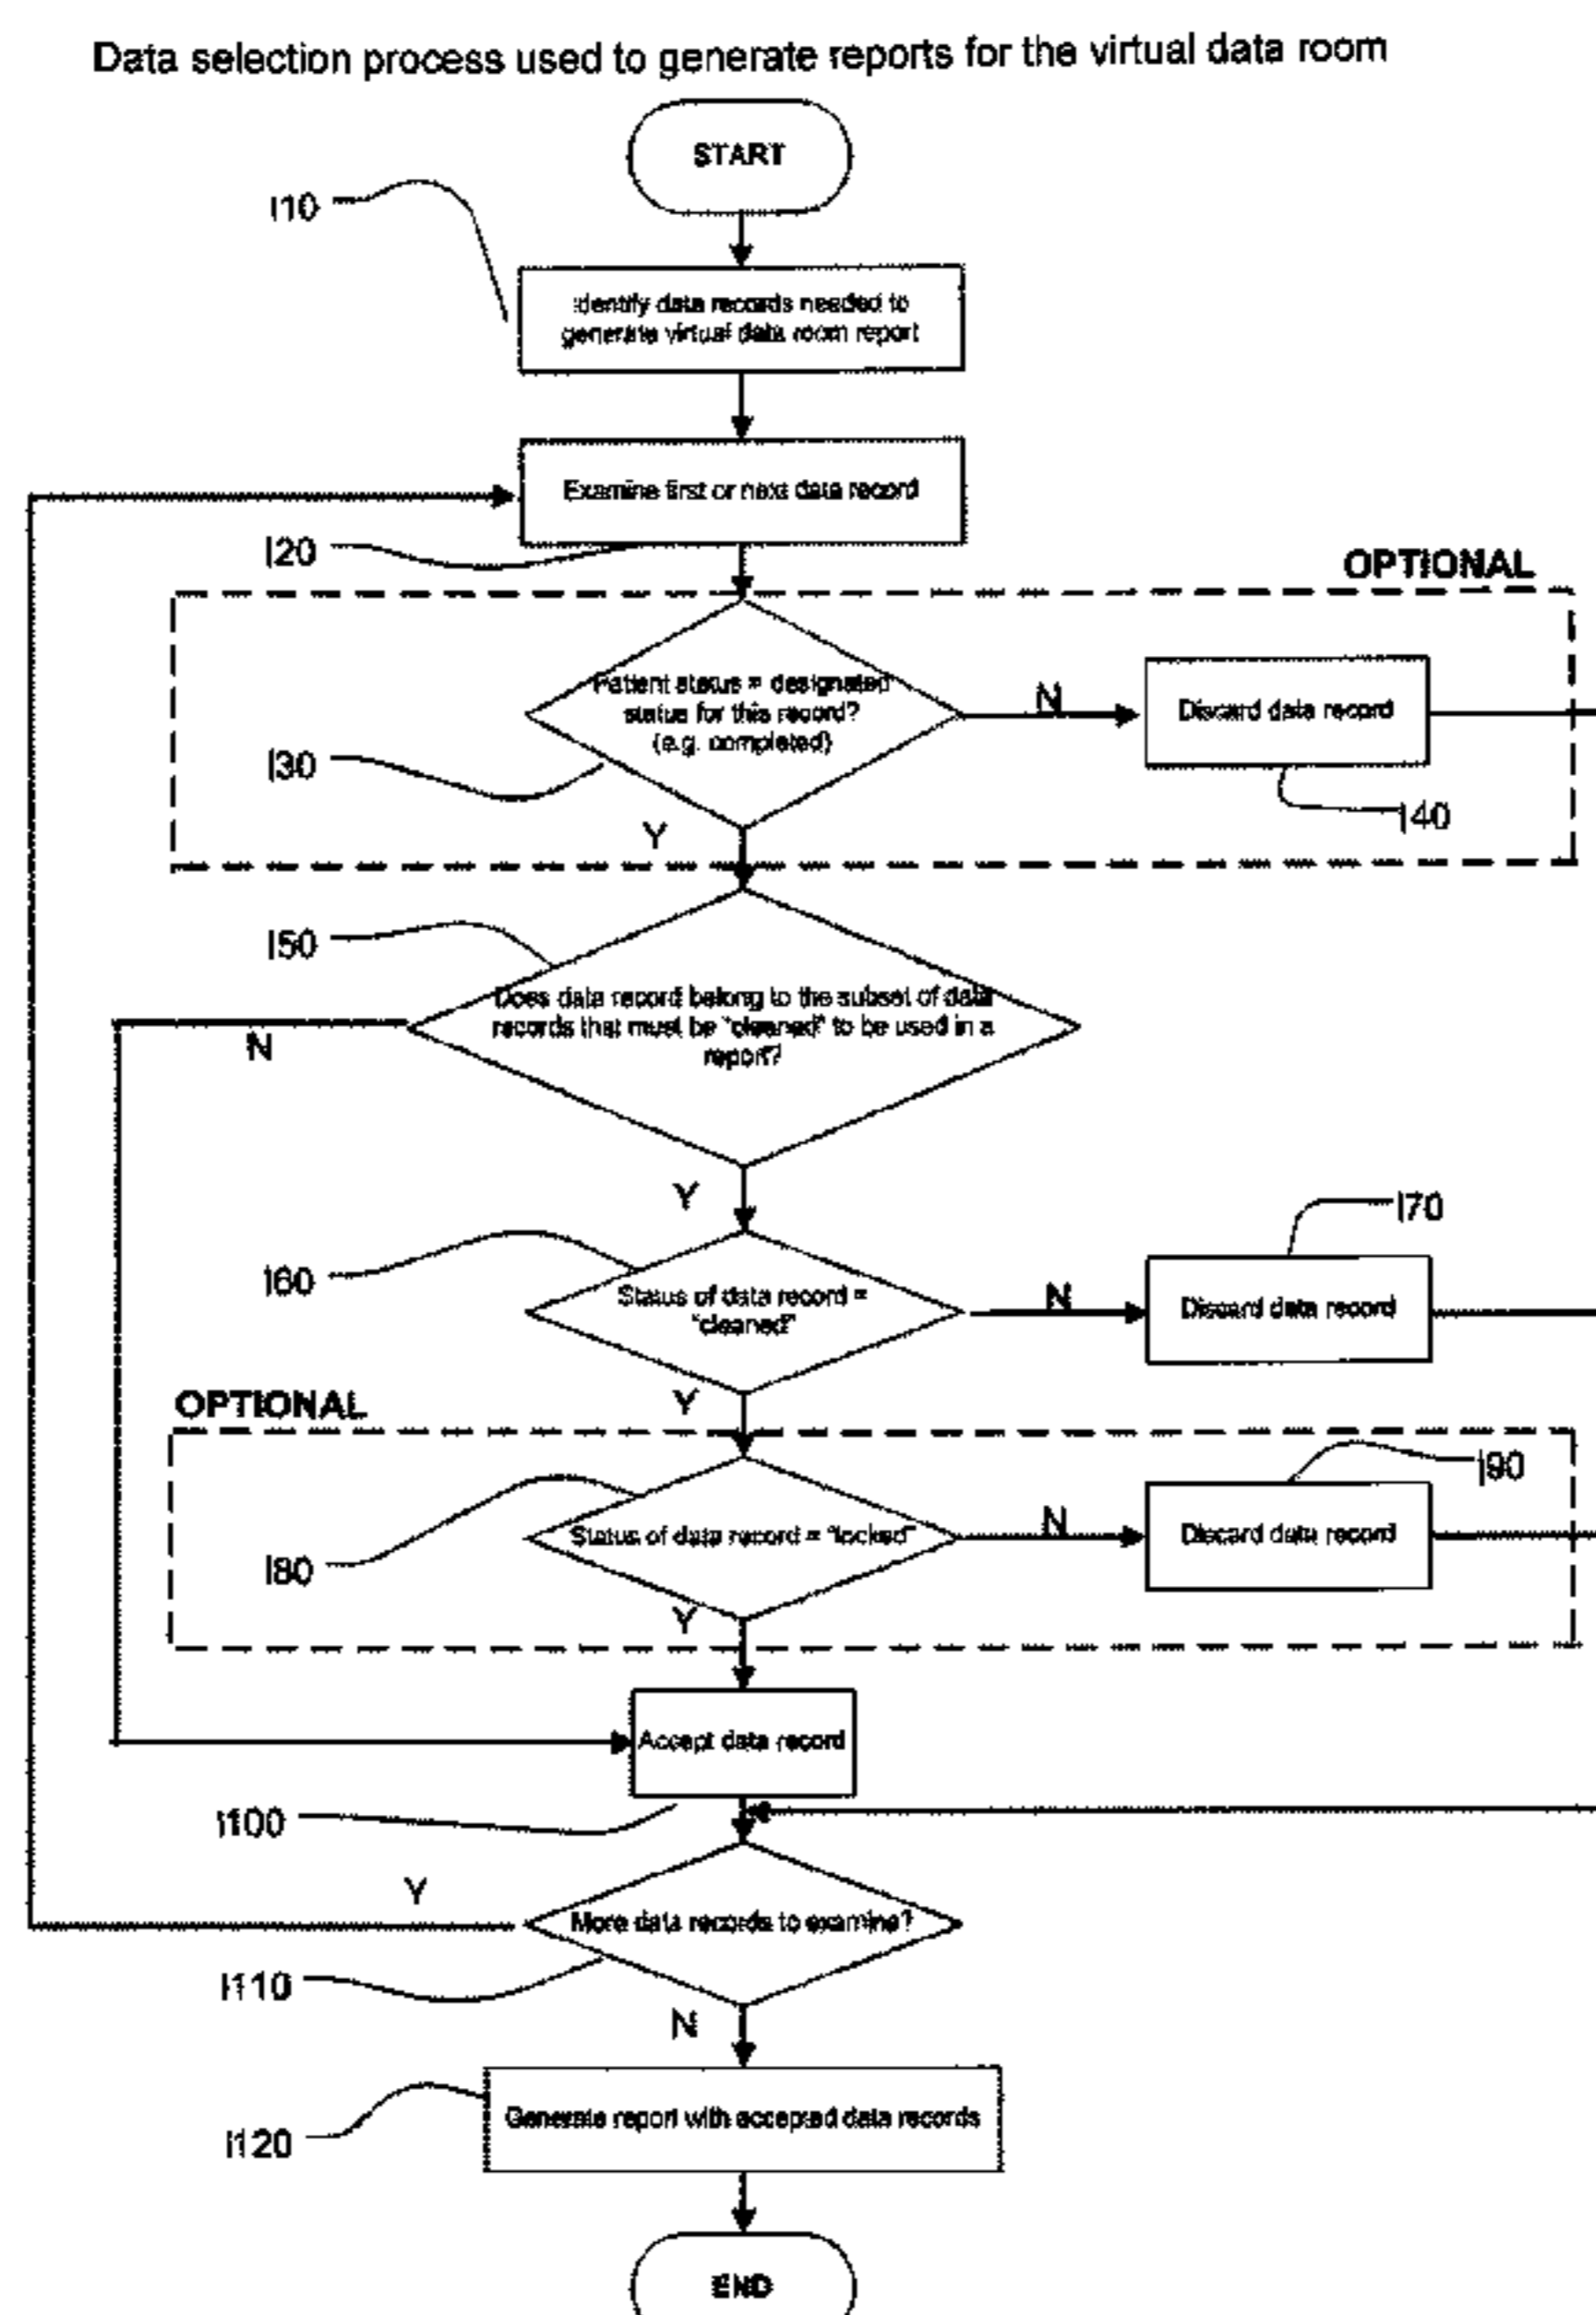 Data selection process used to generate reports for the virtual data room
START
I10
Identify data records needed to
generate virtual data room report
Examine first or next data record
I20
OPTIONAL
Patient status = designated
status for this record?
(e.g. completed)
N
Discard data record
I30
I40
Y
I50
Does data record belong to the subset of data
records that must be "cleaned" to be used in a
report?
N
Y
I70
I60
Status of data record =
"cleaned"
N
Discard data record
Y
OPTIONAL
I90
Status of data record = "locked"
N
Discard data record
I80
Y
Accept data record
I100
Y
More data records to examine?
I110
N
Generate report with accepted data records
I120
END